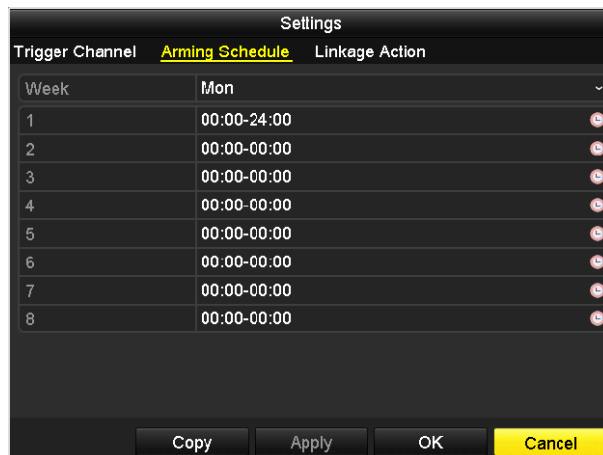 Settings
Trigger Channel Arming Schedule Linkage Action
Week Mon
1 00:00-24:00
2 00:00-00:00
3 00:00-00:00
4 00:00-00:00
5 00:00-00:00
6 00:00-00:00
7 00:00-00:00
8 00:00-00:00
Copy Apply OK Cancel